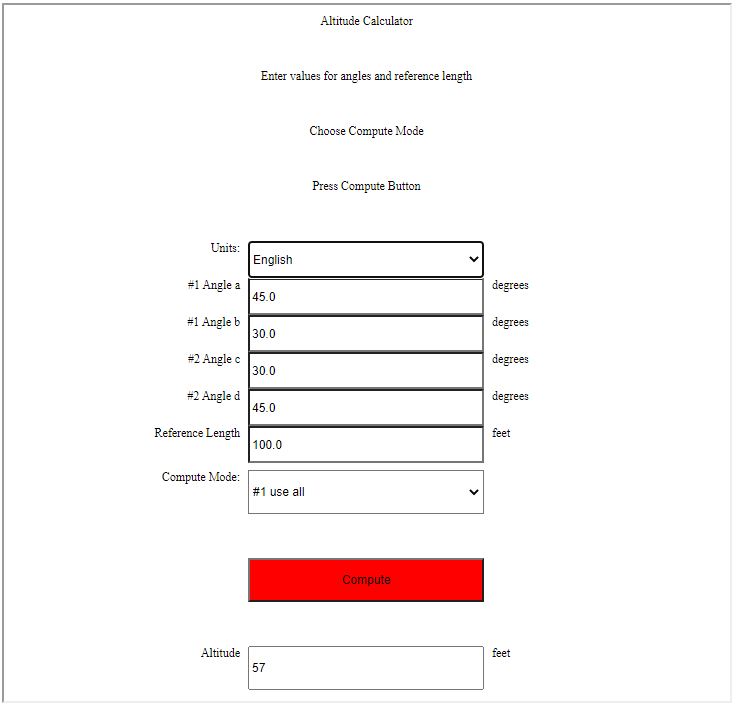 Altitude Calculator
Enter values for angles and reference length
Choose Compute Mode
Press Compute Button
Units: English
#1 Angle a 45.0 degrees
#1 Angle b 30.0 degrees
#2 Angle c 30.0 degrees
#2 Angle d 45.0 degrees
Reference Length 100.0 feet
Compute Mode: #1 use all
Compute
Altitude 57 feet